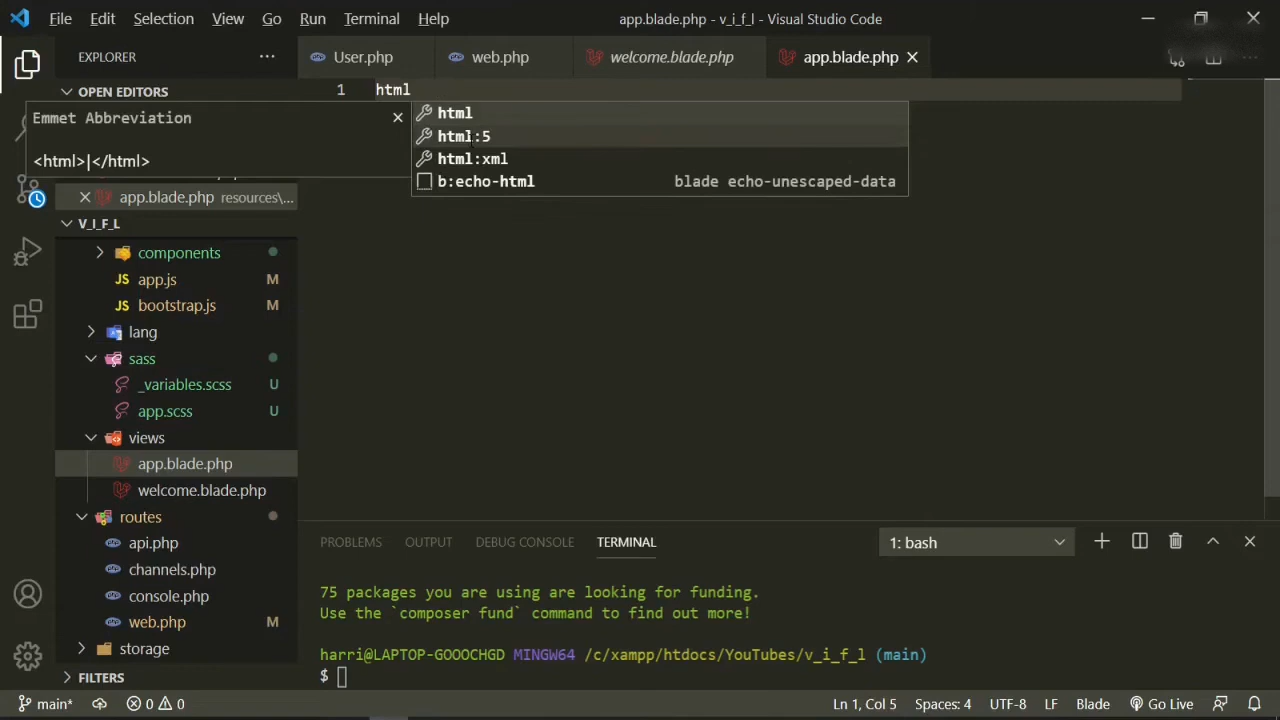 File Edit Selection View Go Run Terminal Help app.blade.php - v_i_f_l - Visual Studio Code
EXPLORER ··· User.php web.php welcome.blade.php app.blade.php
OPEN EDITORS
1 html
Emmet Abbreviation
<html>|</html>
html
html:5
html:xml
b:echo-html blade echo-unescaped-data
app.blade.php resources\...
V_I_F_L
components
app.js M
bootstrap.js M
lang
sass
_variables.scss U
app.scss U
views
app.blade.php
welcome.blade.php
routes
api.php
channels.php
console.php
web.php M
storage
FILTERS
PROBLEMS OUTPUT DEBUG CONSOLE TERMINAL 1: bash
75 packages you are using are looking for funding.
Use the `composer fund` command to find out more!
harri@LAPTOP-GOOOCHGD MINGW64 /c/xampp/htdocs/YouTubes/v_i_f_l (main)
$
main* 0 0 Ln 1, Col 5 Spaces: 4 UTF-8 LF Blade Go Live